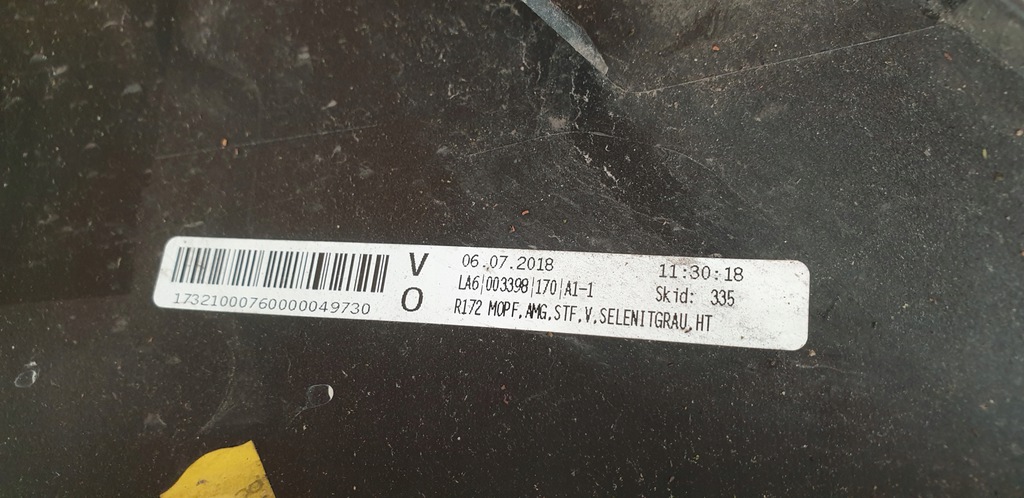 17321000760000049730
V
O
06.07.2018 11:30:18
LA6|003398|170|A1-1 Skid: 335
R172 MOPF,AMG,STF,V,SELENITGRAU,HT